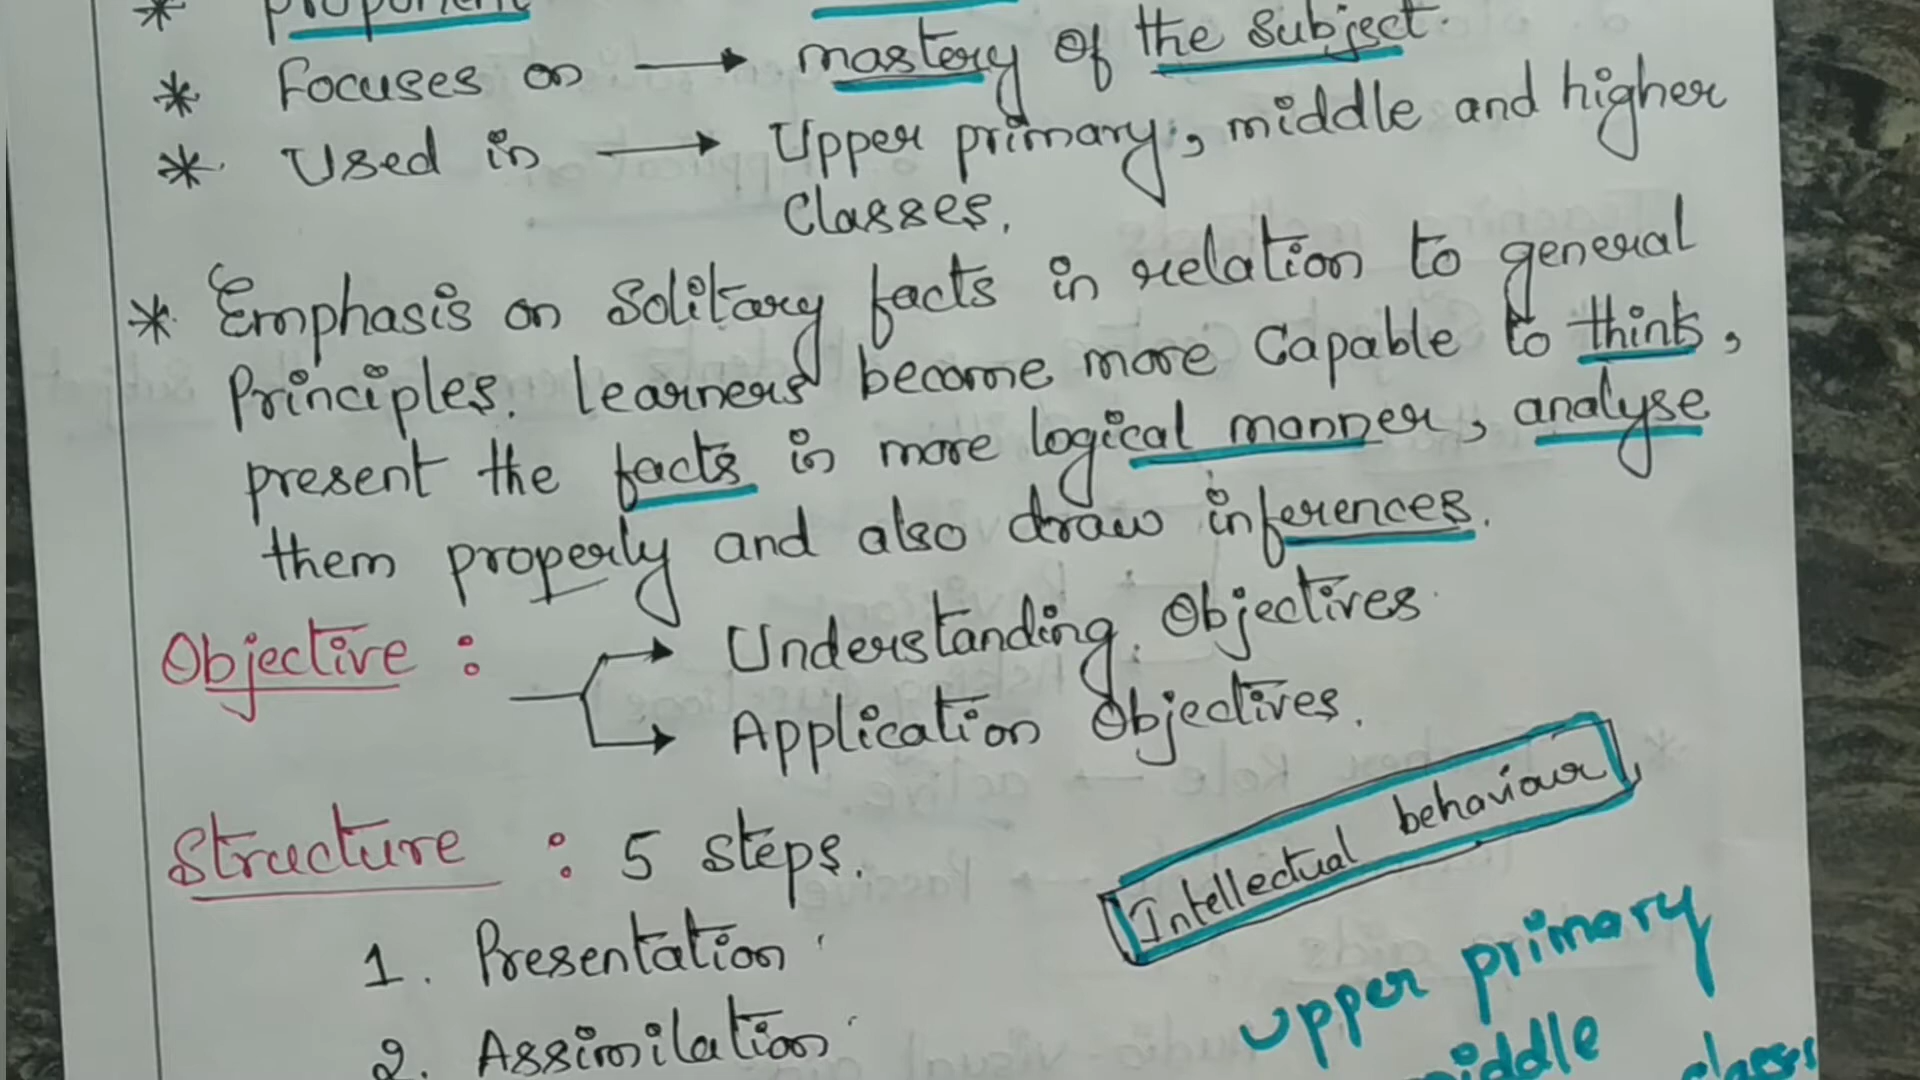 * proponent
* Focuses on → mastery of the subject.
* Used in → Upper primary, middle and higher
classes.
* Emphasis on solitary facts in relation to general
principles. learners become more capable to think,
present the facts in more logical manner, analyse
them properly and also draw inferences.
Objective :
→ Understanding Objectives
→ Application Objectives.
Structure : 5 steps.
1. Presentation
2. Assimilation
Intellectual behaviour
upper primary
middle classes